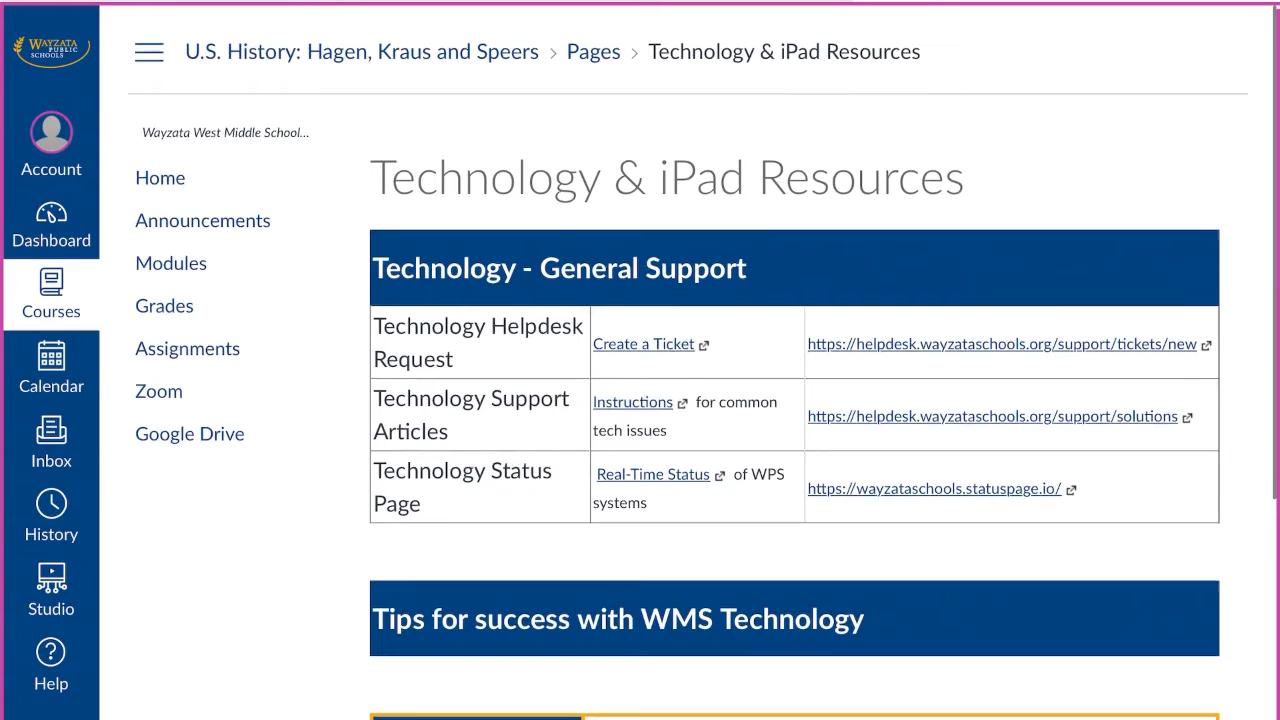 WAYZATA
PUBLIC
SCHOOLS
Account
Dashboard
Courses
Calendar
Inbox
History
Studio
Help
U.S. History: Hagen, Kraus and Speers > Pages > Technology & iPad Resources
Wayzata West Middle School...
Home
Announcements
Modules
Grades
Assignments
Zoom
Google Drive
Technology & iPad Resources
Technology - General Support
Technology Helpdesk
Request
Create a Ticket
https://helpdesk.wayzataschools.org/support/tickets/new
Technology Support
Articles
Instructions for common
tech issues
https://helpdesk.wayzataschools.org/support/solutions
Technology Status
Page
Real-Time Status of WPS
systems
https://wayzataschools.statuspage.io/
Tips for success with WMS Technology